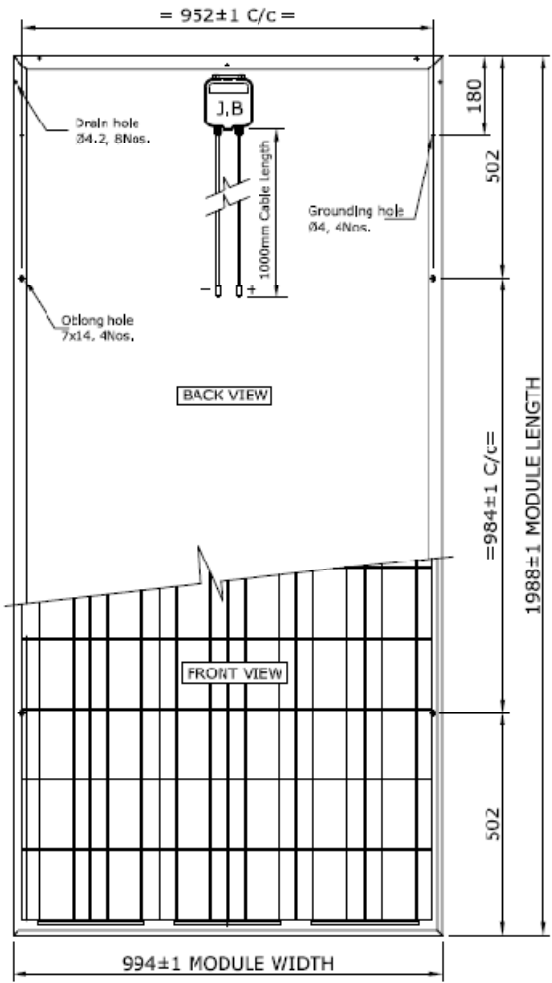 = 952±1 C/c =
J,B
180
Drain hole
Ø4.2, 8Nos.
502
1000mm Cable Length
Grounding hole
Ø4, 4Nos.
− +
Oblong hole
7x14, 4Nos.
BACK VIEW
=984±1 C/c=
1988±1 MODULE LENGTH
FRONT VIEW
502
994±1 MODULE WIDTH